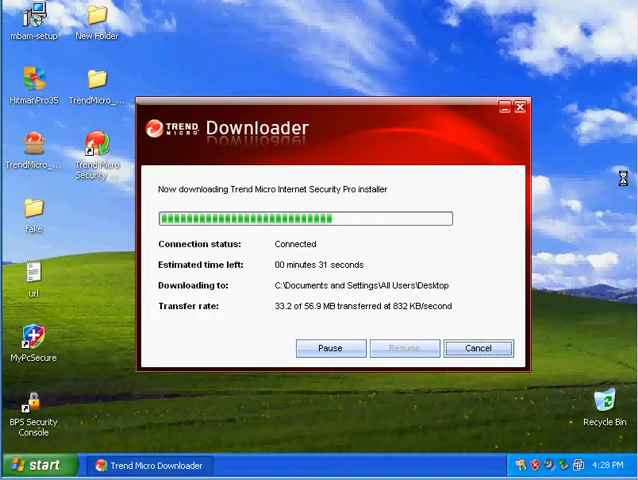 mbam-setup
New Folder
HitmanPro35
TrendMicro_...
TrendMicro_...
Trend Micro
Security ...
fake
url
MyPcSecure
BPS Security
Console
TREND
MICRO
Downloader
Now downloading Trend Micro Internet Security Pro installer
Connection status: Connected
Estimated time left: 00 minutes 31 seconds
Downloading to: C:\Documents and Settings\All Users\Desktop
Transfer rate: 33.2 of 56.9 MB transferred at 832 KB/second
Pause
Resume
Cancel
Recycle Bin
start
Trend Micro Downloader
4:28 PM